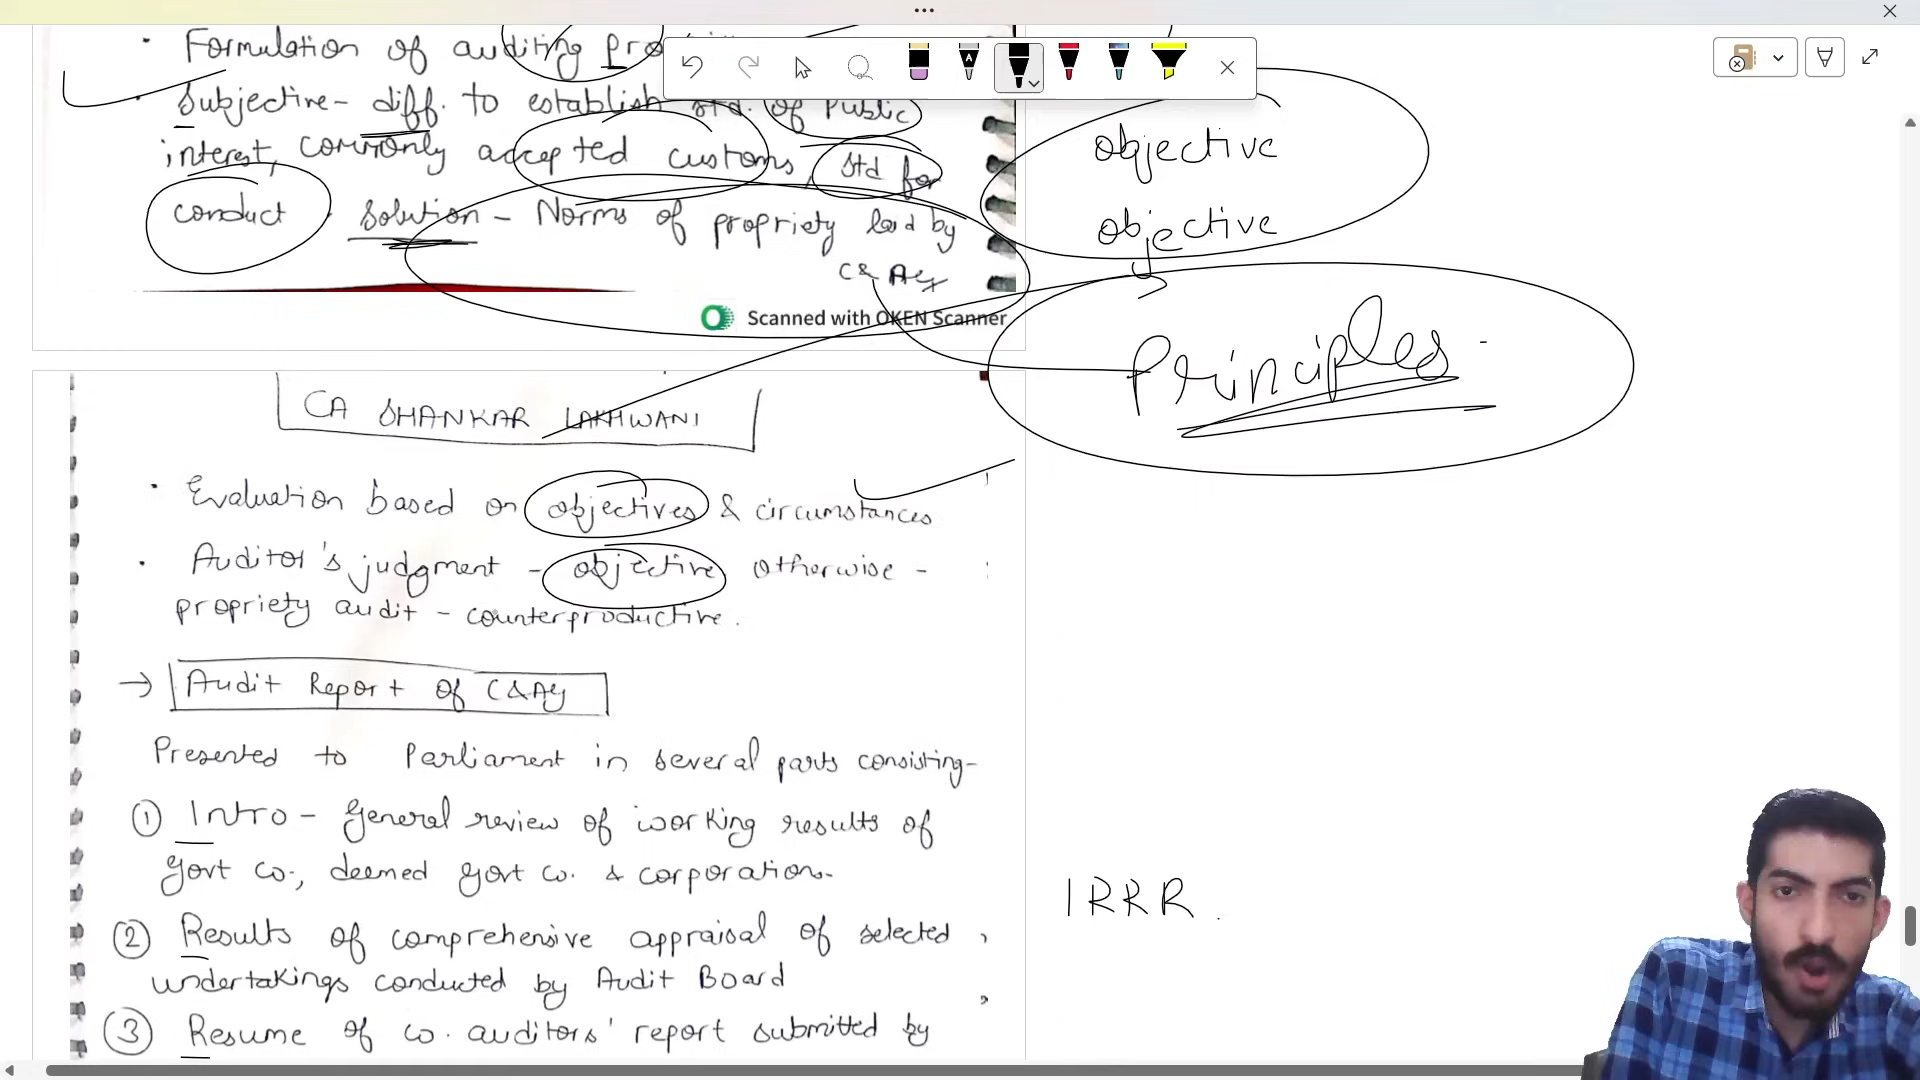 • Formulation of auditing
• Subjective - diff. to establish std. of Public
interest, commonly accepted customs, std for
conduct. Solution - Norms of propriety laid by
C&AG
Scanned with OKEN Scanner
objective
objective
Principles
CA SHANKAR LAKHWANI
• Evaluation based on objectives & circumstances
• Auditor's judgment - objective otherwise -
propriety audit - counterproductive.
→ Audit Report of C&AG
Presented to Parliament in several parts consisting-
① Intro - General review of working results of
Govt co., deemed govt co. & corporations.
② Results of comprehensive appraisal of selected
undertakings conducted by Audit Board
③ Resume of co. auditors' report submitted by
IRRR.